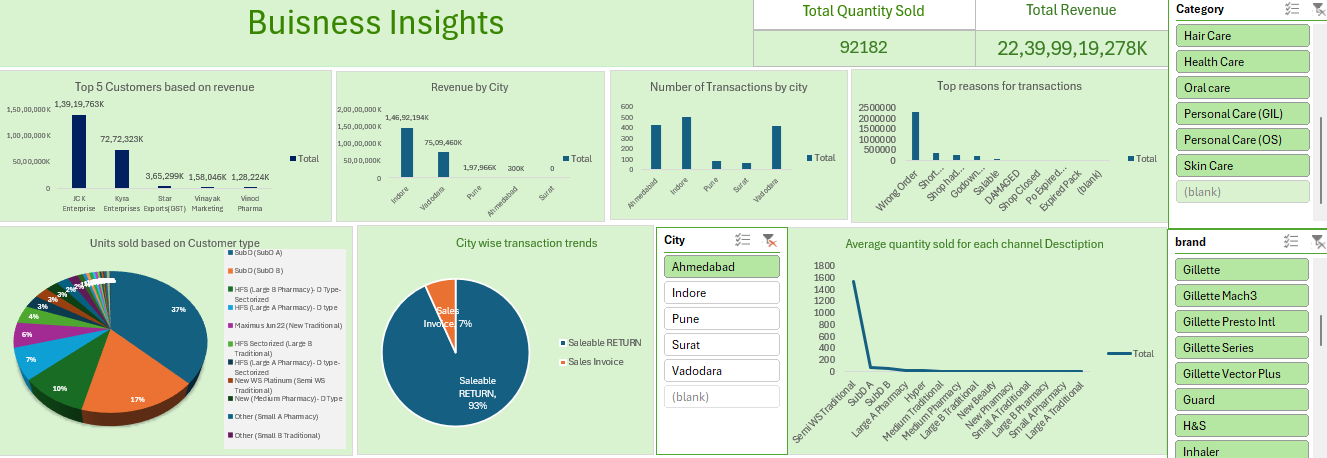 Buisness Insights
Total Quantity Sold
Total Revenue
92182
22,39,99,19,278K
Category
Hair Care
Health Care
Oral care
Personal Care (GIL)
Personal Care (OS)
Skin Care
(blank)
Top 5 Customers based on revenue
1,50,00,000K
1,00,00,000K
50,00,000K
0
1,39,19,763K
72,72,323K
3,65,299K
1,58,046K
1,28,224K
JCK
Enterprise
Kyra
Enterprises
Star
Exports(GST)
Vinayak
Marketing
Vinod
Pharma
Total
Revenue by City
2,00,00,000K
1,50,00,000K
1,00,00,000K
50,00,000K
0
1,46,92,194K
75,09,460K
1,97,966K
300K
0
Indore
Vadodara
Pune
Ahmedabad
Surat
Total
Number of Transactions by city
600
500
400
300
200
100
0
Ahmedabad
Indore
Pune
Surat
Vadodara
Total
Top reasons for transactions
2500000
2000000
1500000
1000000
500000
0
Wrong Order
Short...
Shop had...
Godown...
Salable
DAMAGED
Shop Closed
Po Expired...
Expired Pack
(blank)
Total
Units sold based on Customer type
37%
17%
10%
7%
6%
4%
3%
3%
3%
2%
2%
SubD (SubD A)
SubD (SubD B)
HFS (Large B Pharmacy)- D Type-
Sectorized
HFS (Large A Pharmacy)- D type
Maximus Jun22 (New Traditional)
HFS Sectorized (Large B
Traditional)
HFS (Large A Pharmacy)- D type-
Sectorized
New WS Platinum (Semi WS
Traditional)
New (Medium Pharmacy)- D Type
Other (Small A Pharmacy)
Other (Small B Traditional)
City wise transaction trends
Sales
Invoice, 7%
Saleable
RETURN,
93%
Saleable RETURN
Sales Invoice
City
Ahmedabad
Indore
Pune
Surat
Vadodara
(blank)
Average quantity sold for each channel Desctiption
1800
1600
1400
1200
1000
800
600
400
200
0
Semi WS Traditional
SubD A
SubD B
Large A Pharmacy
Hyper
Medium Traditional
Medium Pharmacy
Large B Traditional
New Beauty
New Pharmacy
Small A Traditional
Large B Pharmacy
Small A Pharmacy
Large A Traditional
Total
brand
Gillette
Gillette Mach3
Gillette Presto Intl
Gillette Series
Gillette Vector Plus
Guard
H&S
Inhaler